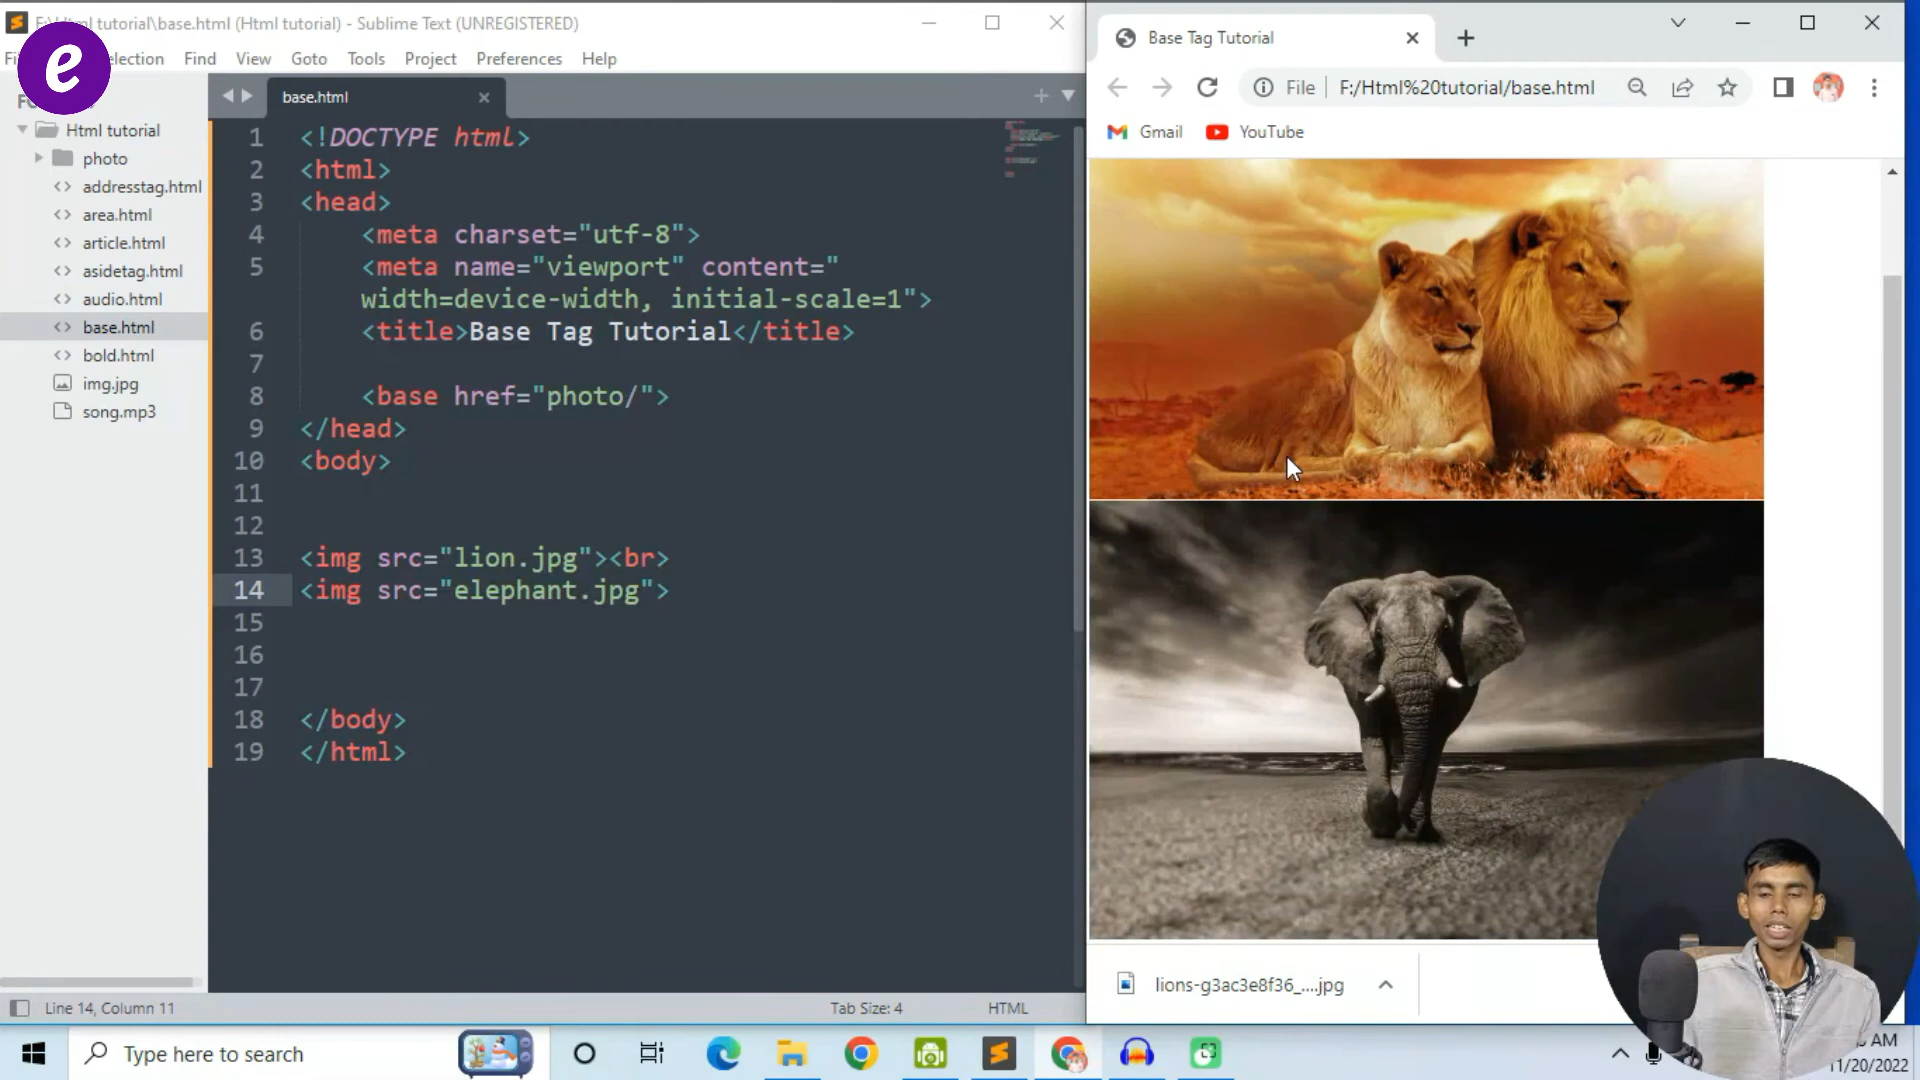 F:\Html tutorial\base.html (Html tutorial) - Sublime Text (UNREGISTERED)
Find View Goto Tools Project Preferences Help
e
base.html
Html tutorial
photo
addresstag.html
area.html
article.html
asidetag.html
audio.html
base.html
bold.html
img.jpg
song.mp3
1 <!DOCTYPE html>
2 <html>
3 <head>
4 <meta charset="utf-8">
5 <meta name="viewport" content="
width=device-width, initial-scale=1">
6 <title>Base Tag Tutorial</title>
7
8 <base href="photo/">
9 </head>
10 <body>
11
12
13 <img src="lion.jpg"><br>
14 <img src="elephant.jpg">
15
16
17
18 </body>
19 </html>
Line 14, Column 11 Tab Size: 4 HTML
Base Tag Tutorial
File F:/Html%20tutorial/base.html
Gmail YouTube
lions-g3ac3e8f36_....jpg
Type here to search
AM
11/20/2022